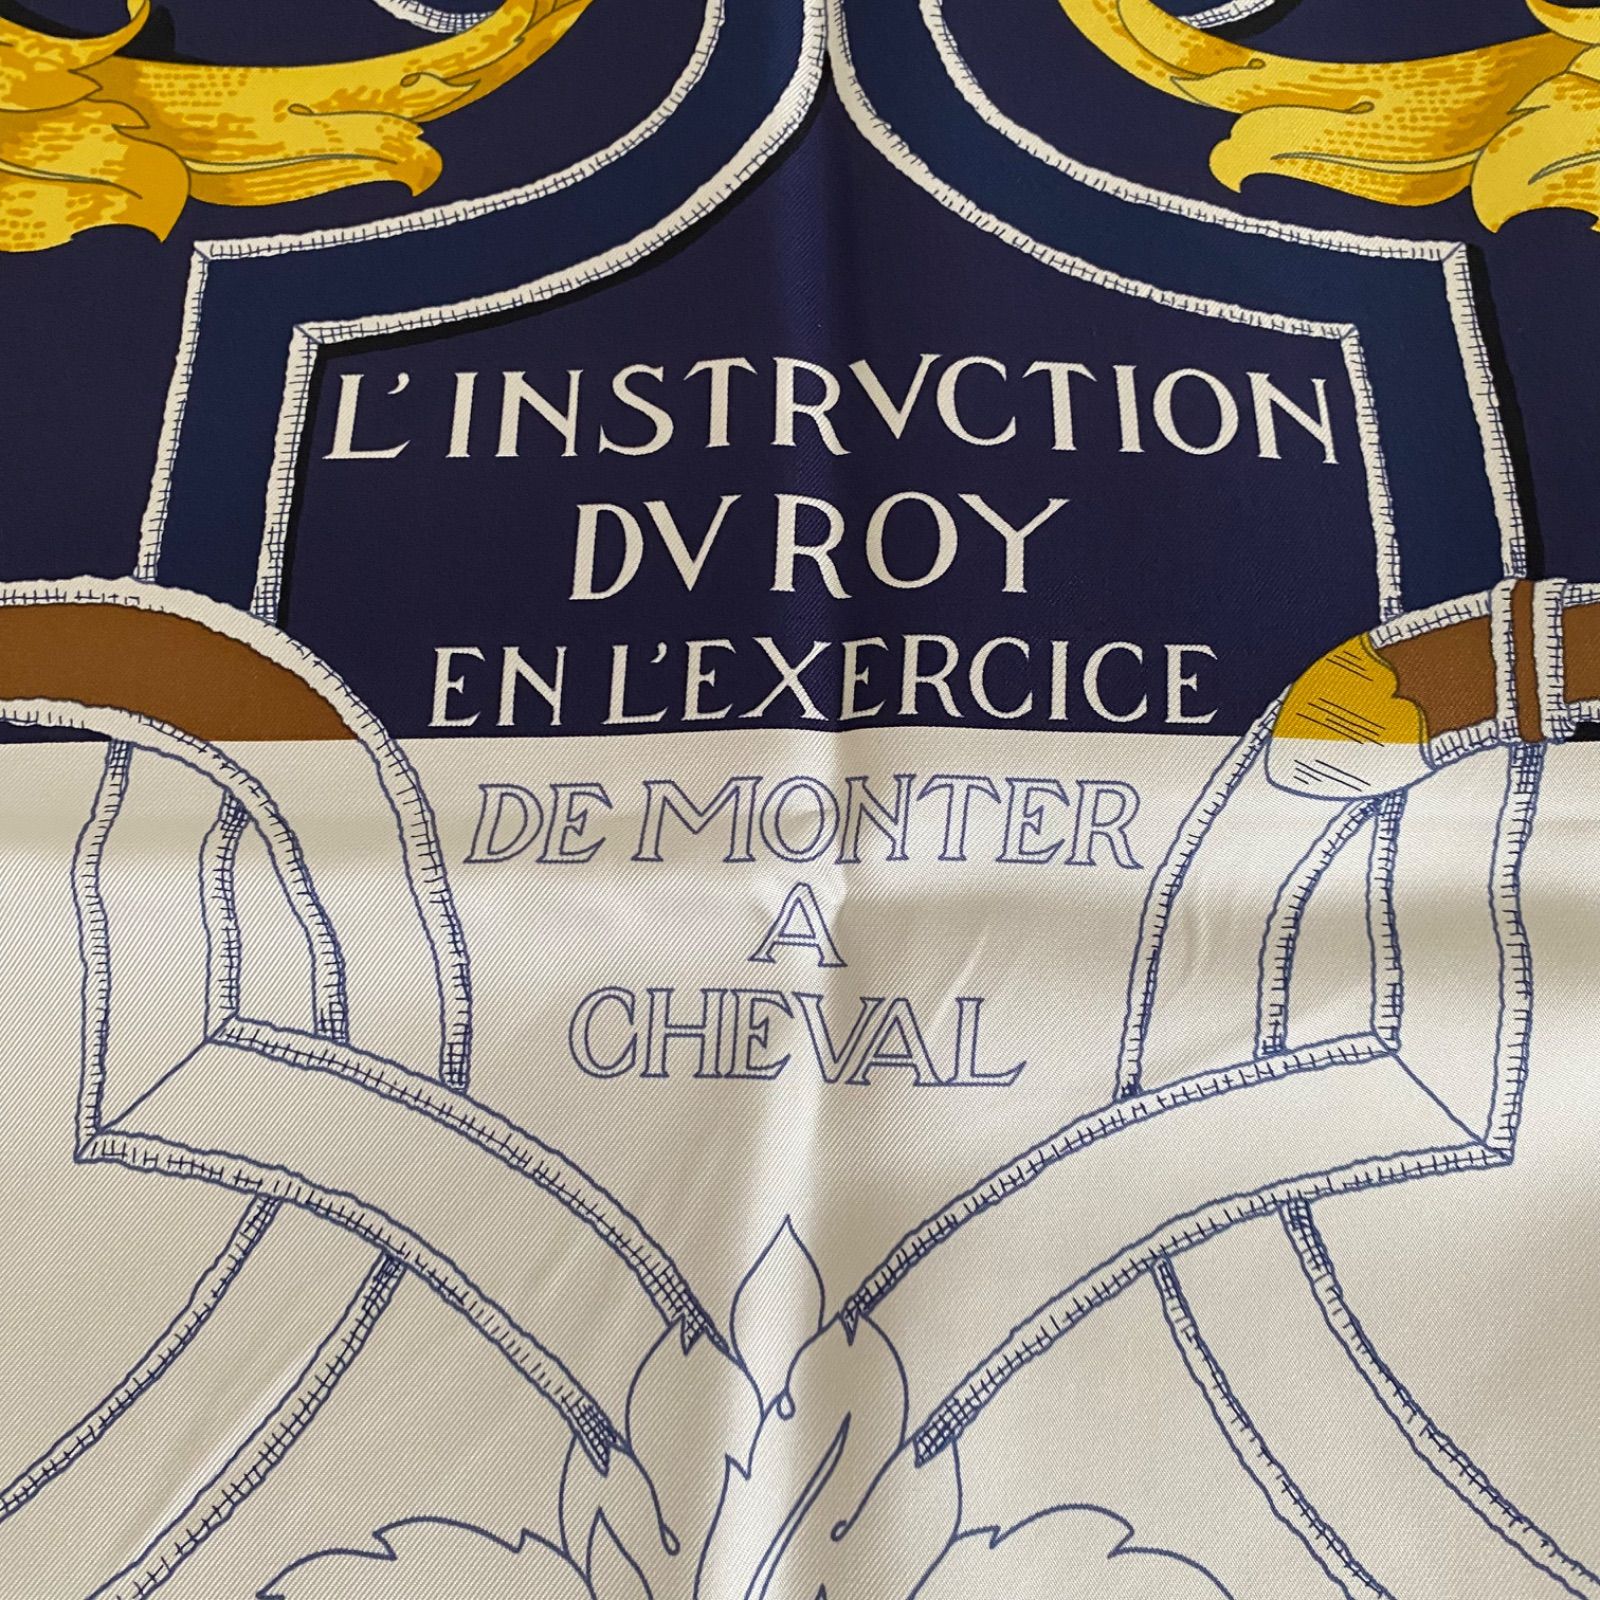 L'INSTRVCTION
DV ROY
EN L'EXERCICE
DE MONTER
A
CHEVAL